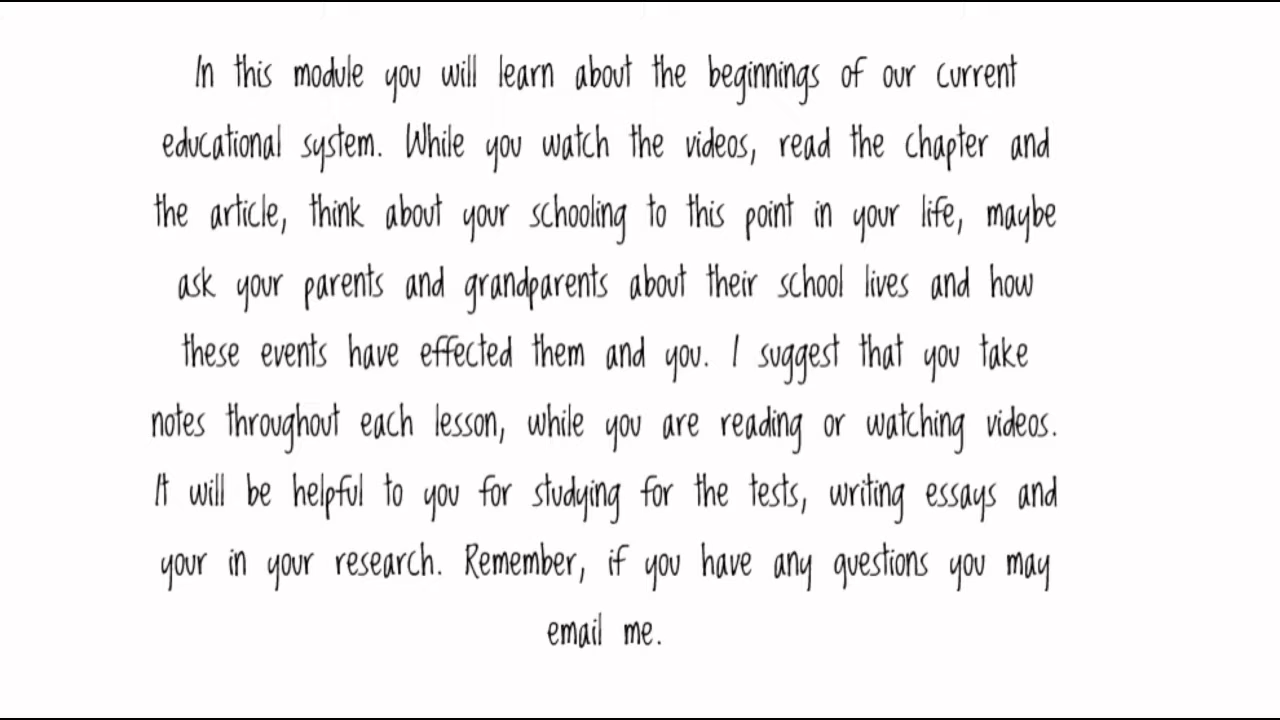 In this module you will learn about the beginnings of our current
educational system. While you watch the videos, read the chapter and
the article, think about your schooling to this point in your life, maybe
ask your parents and grandparents about their school lives and how
these events have effected them and you. I suggest that you take
notes throughout each lesson, while you are reading or watching videos.
It will be helpful to you for studying for the tests, writing essays and
your in your research. Remember, if you have any questions you may
email me.